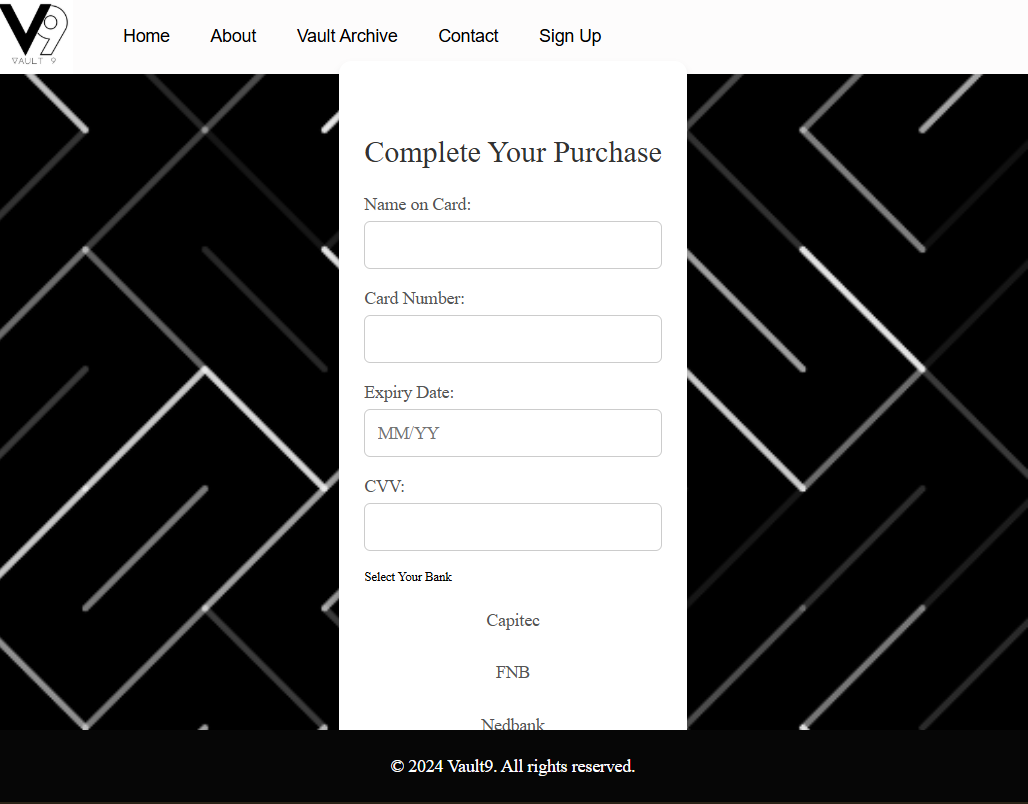 V9
VAULT 9
Home
About
Vault Archive
Contact
Sign Up
Complete Your Purchase
Name on Card:
Card Number:
Expiry Date:
MM/YY
CVV:
Select Your Bank
Capitec
FNB
Nedbank
© 2024 Vault9. All rights reserved.